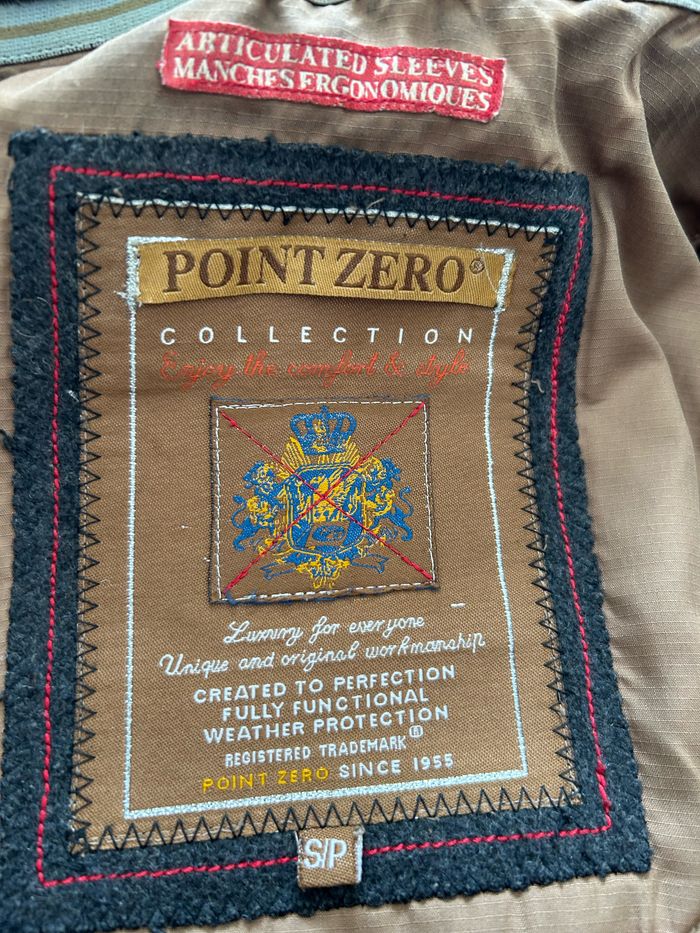 ARTICULATED SLEEVES
MANCHES ERGONOMIQUES
POINT ZERO®
COLLECTION
Enjoy the comfort & style
Luxury for everyone
Unique and original workmanship
CREATED TO PERFECTION
FULLY FUNCTIONAL
WEATHER PROTECTION
REGISTERED TRADEMARK ®
POINT ZERO SINCE 1955
S/P